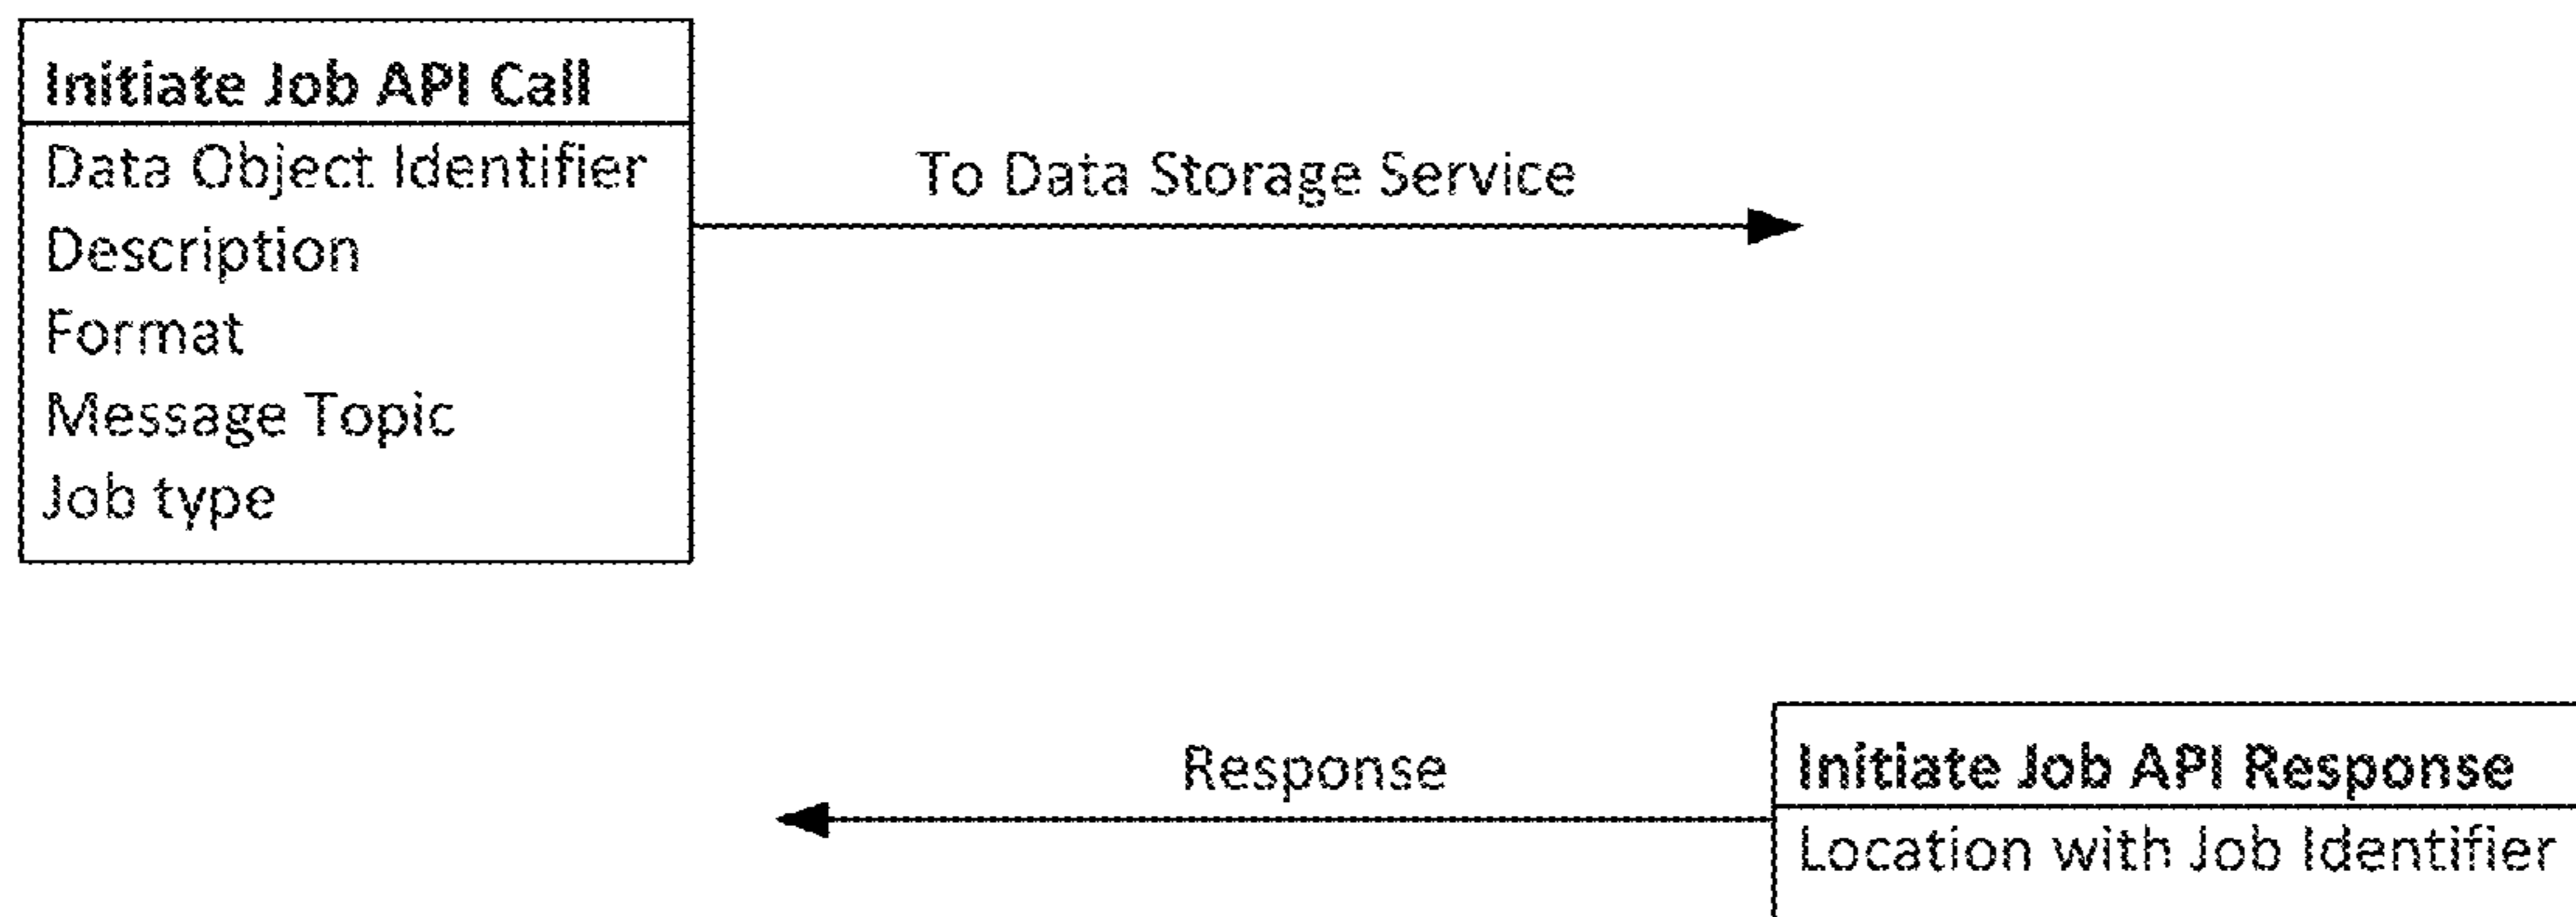 Initiate Job API Call
Data Object Identifier
Description
Format
Message Topic
Job type
To Data Storage Service
Response
Initiate Job API Response
Location with Job Identifier